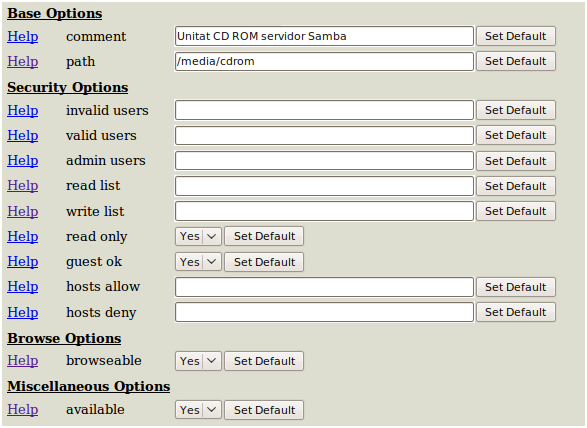 Base Options
Help comment Unitat CD ROM servidor Samba Set Default
Help path /media/cdrom Set Default
Security Options
Help invalid users Set Default
Help valid users Set Default
Help admin users Set Default
Help read list Set Default
Help write list Set Default
Help read only Yes Set Default
Help guest ok Yes Set Default
Help hosts allow Set Default
Help hosts deny Set Default
Browse Options
Help browseable Yes Set Default
Miscellaneous Options
Help available Yes Set Default